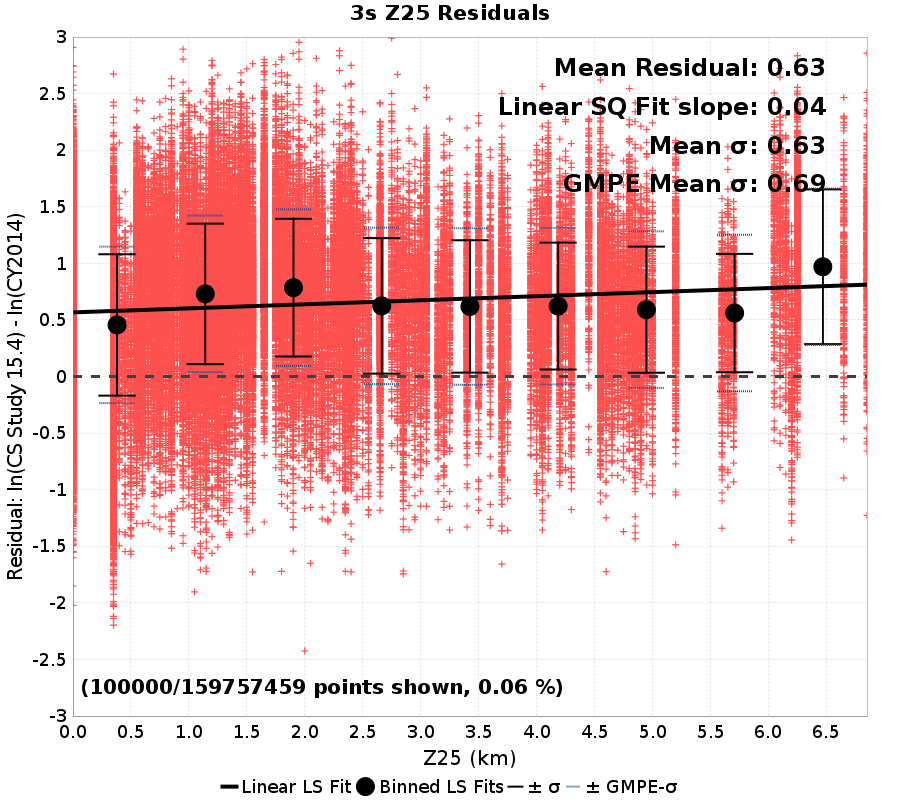 3s Z25 Residuals
Mean Residual: 0.63
Linear SQ Fit slope: 0.04
Mean σ: 0.63
GMPE Mean σ: 0.69
Residual: ln(CS Study 15.4) - ln(CY2014)
3
2.5
2
1.5
1
0.5
0
-0.5
-1
-1.5
-2
-2.5
-3
(100000/159757459 points shown, 0.06 %)
0.0 0.5 1.0 1.5 2.0 2.5 3.0 3.5 4.0 4.5 5.0 5.5 6.0 6.5
Z25 (km)
Linear LS Fit Binned LS Fits ± σ ± GMPE-σ